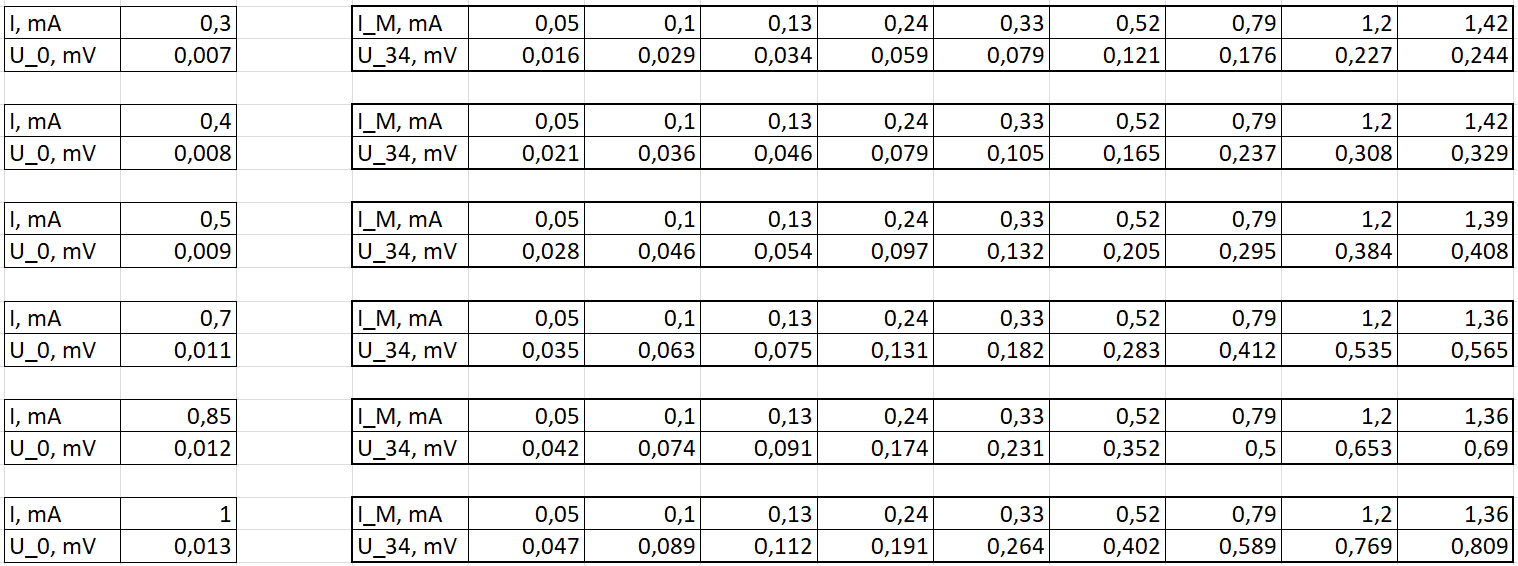 I, mA 0,3 I_M, mA 0,05 0,1 0,13 0,24 0,33 0,52 0,79 1,2 1,42
U_0, mV 0,007 U_34, mV 0,016 0,029 0,034 0,059 0,079 0,121 0,176 0,227 0,244
I, mA 0,4 I_M, mA 0,05 0,1 0,13 0,24 0,33 0,52 0,79 1,2 1,42
U_0, mV 0,008 U_34, mV 0,021 0,036 0,046 0,079 0,105 0,165 0,237 0,308 0,329
I, mA 0,5 I_M, mA 0,05 0,1 0,13 0,24 0,33 0,52 0,79 1,2 1,39
U_0, mV 0,009 U_34, mV 0,028 0,046 0,054 0,097 0,132 0,205 0,295 0,384 0,408
I, mA 0,7 I_M, mA 0,05 0,1 0,13 0,24 0,33 0,52 0,79 1,2 1,36
U_0, mV 0,011 U_34, mV 0,035 0,063 0,075 0,131 0,182 0,283 0,412 0,535 0,565
I, mA 0,85 I_M, mA 0,05 0,1 0,13 0,24 0,33 0,52 0,79 1,2 1,36
U_0, mV 0,012 U_34, mV 0,042 0,074 0,091 0,174 0,231 0,352 0,5 0,653 0,69
I, mA 1 I_M, mA 0,05 0,1 0,13 0,24 0,33 0,52 0,79 1,2 1,36
U_0, mV 0,013 U_34, mV 0,047 0,089 0,112 0,191 0,264 0,402 0,589 0,769 0,809